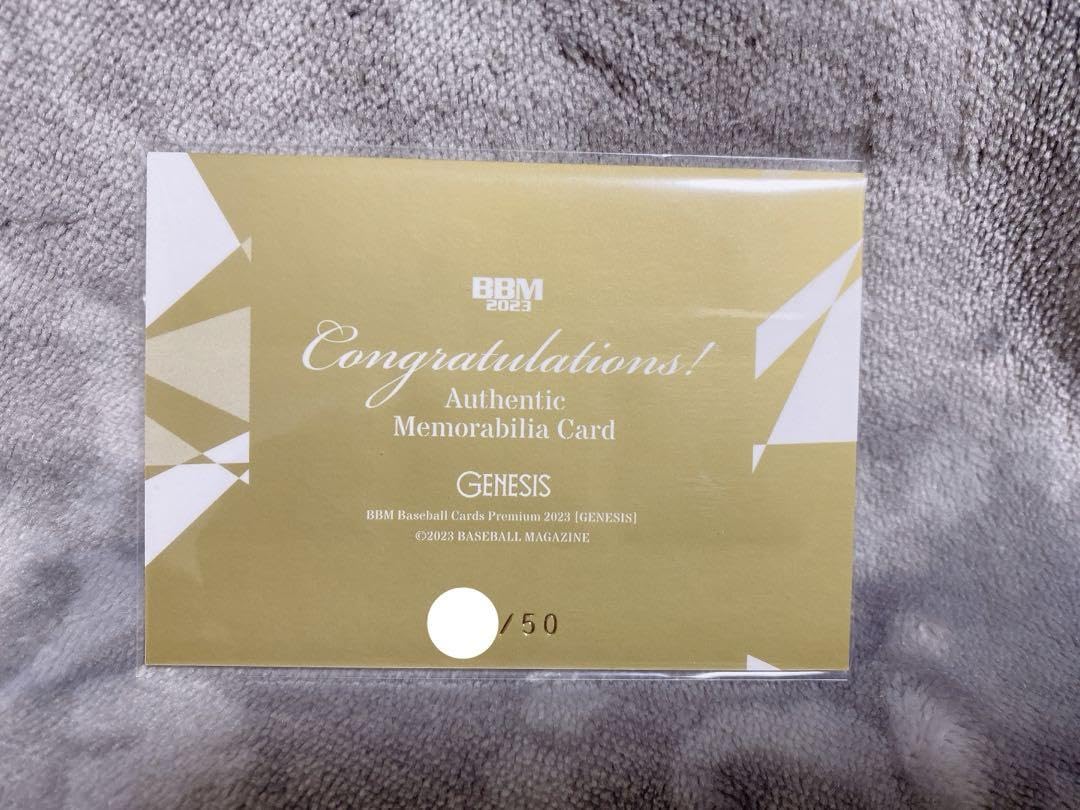 BBM
2023
Congratulations!
Authentic
Memorabilia Card
GENESIS
BBM Baseball Cards Premium 2023 [GENESIS]
©2023 BASEBALL MAGAZINE
/50